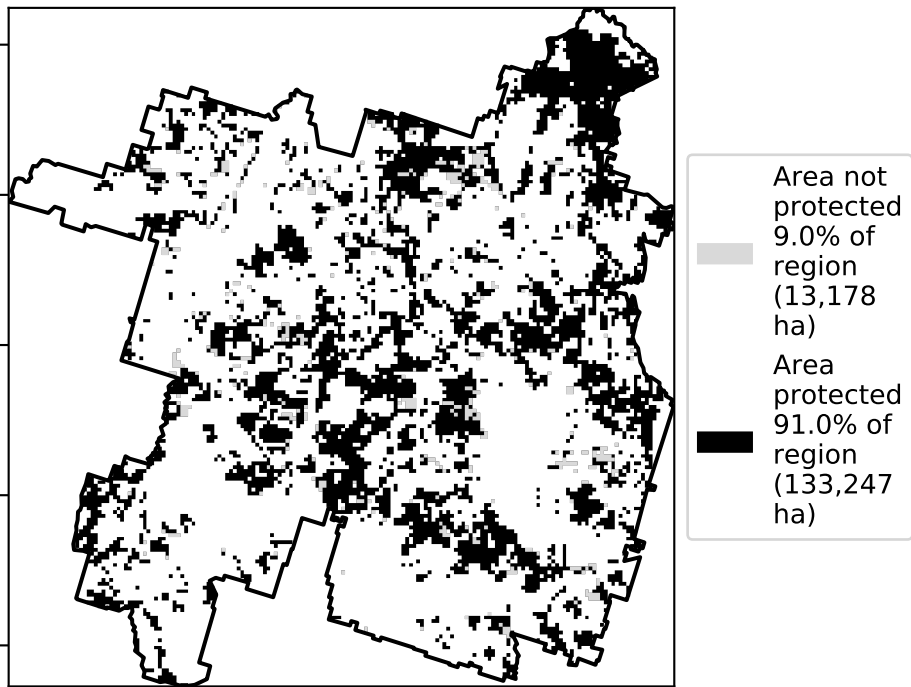 Area not
protected
9.0% of
region
(13,178
ha)
Area
protected
91.0% of
region
(133,247
ha)